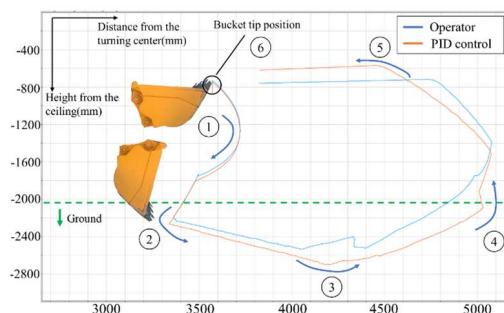 Distance from the
turning center(mm)
Bucket tip position
Operator
PID control
Height from the
ceiling(mm)
Ground
1
2
3
4
5
6
-400
-800
-1200
-1600
-2000
-2400
-2800
3000
3500
4000
4500
5000